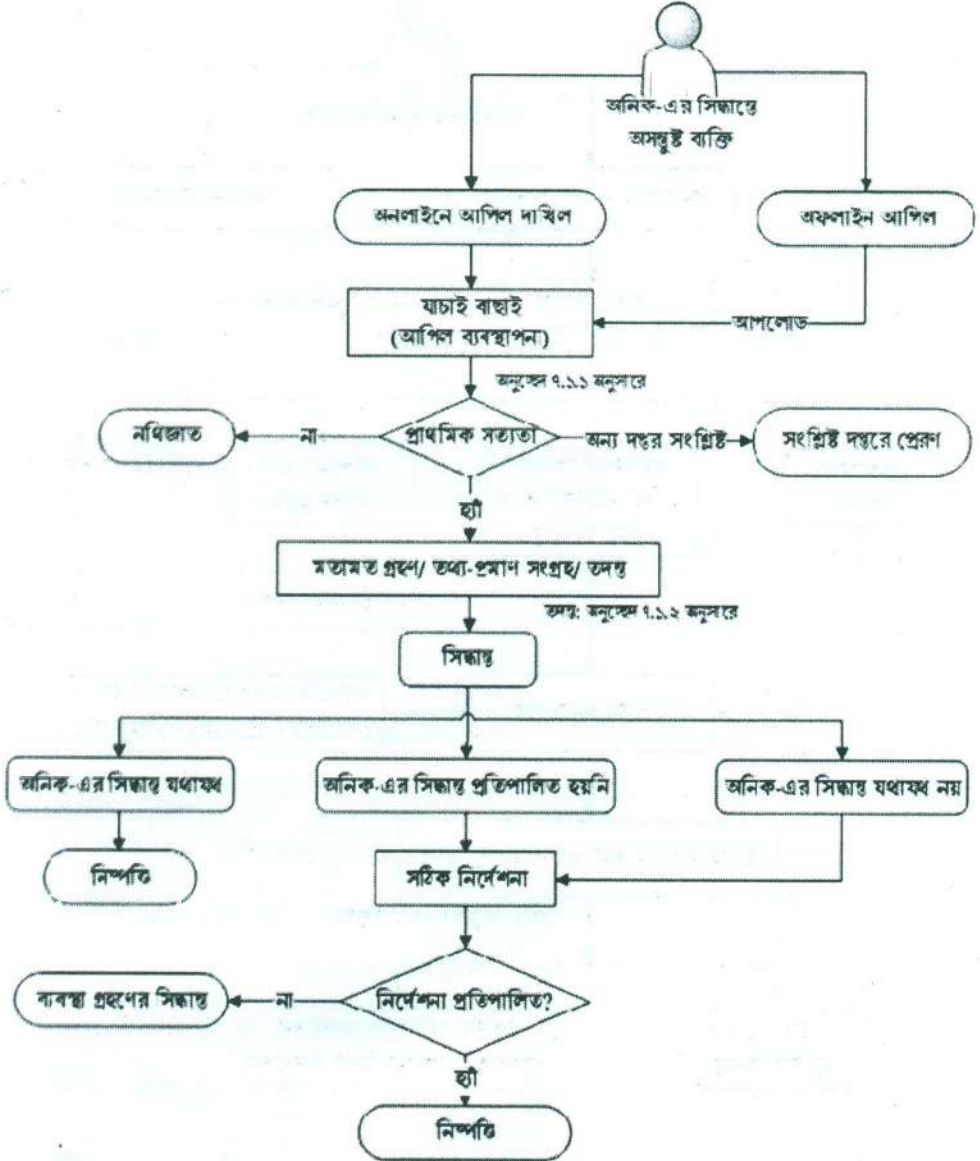 অনিক-এর সিদ্ধান্তে
অসন্তুষ্ট ব্যক্তি
অনলাইনে আপিল দাখিল
অফলাইন আপিল
যাচাই বাছাই
(আপিল ব্যবস্থাপনা)
আপলোড
অনুচ্ছেদ ৭.১.১ অনুসারে
নথিজাত
না
প্রাথমিক সত্যতা
অন্য দপ্তর সংশ্লিষ্ট
সংশ্লিষ্ট দপ্তরে প্রেরণ
হ্যাঁ
মতামত গ্রহণ/ তথ্য-প্রমাণ সংগ্রহ/ তদন্ত
তদন্ত: অনুচ্ছেদ ৭.১.২ অনুসারে
সিদ্ধান্ত
অনিক-এর সিদ্ধান্ত যথাযথ
অনিক-এর সিদ্ধান্ত প্রতিপালিত হয়নি
অনিক-এর সিদ্ধান্ত যথাযথ নয়
নিষ্পত্তি
সঠিক নির্দেশনা
ব্যবস্থা গ্রহণের সিদ্ধান্ত
না
নির্দেশনা প্রতিপালিত?
হ্যাঁ
নিষ্পত্তি